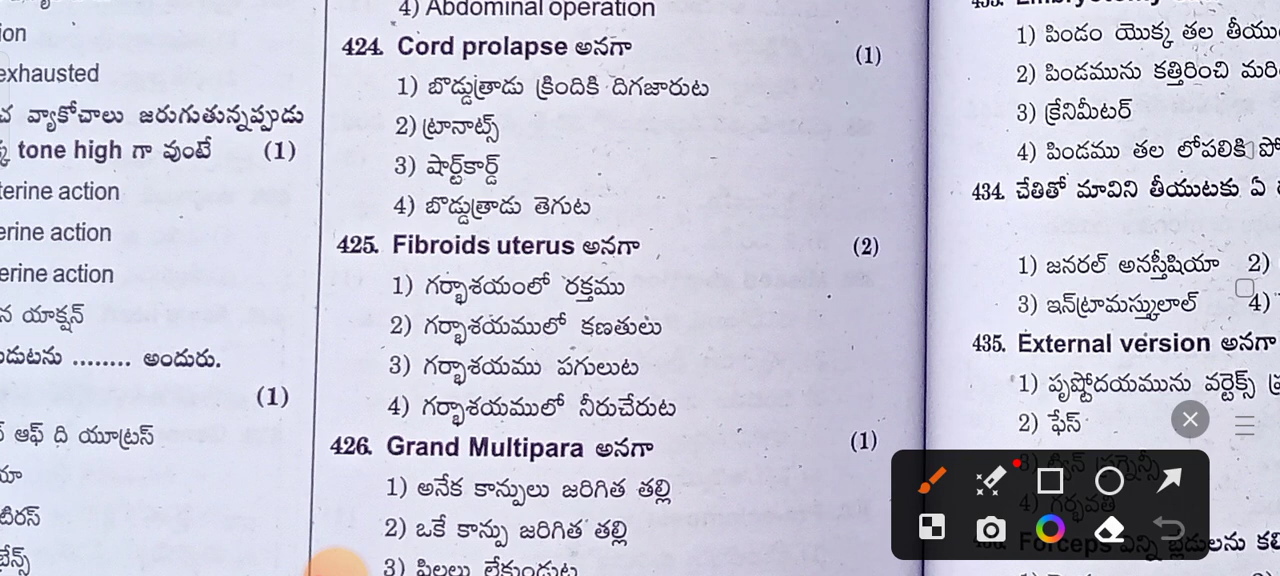 ion
exhausted
వ్యాకోచాలు జరుగుతున్నప్పుడు
tone high గా వుంటే (1)
terine action
erine action
erine action
న యాక్షన్
........ అందురు.
(1)
ఆఫ్ ది యూట్రస్
4) Abdominal operation
424. Cord prolapse అనగా (1)
1) బొడ్డుత్రాడు క్రిందికి దిగజారుట
2) ట్రానాట్స్
3) షార్ట్‌కార్డ్
4) బొడ్డుత్రాడు తెగుట
425. Fibroids uterus అనగా (2)
1) గర్భాశయంలో రక్తము
2) గర్భాశయములో కణతులు
3) గర్భాశయము పగులుట
4) గర్భాశయములో నీరుచేరుట
426. Grand Multipara అనగా (1)
1) అనేక కాన్పులు జరిగిత తల్లి
2) ఒకే కాన్పు జరిగిత తల్లి
3) పిల్లలు లేకుండుట
1) పిండం యొక్క తల తీయు
2) పిండమును కత్తిరించి మరి
3) క్రేనిమీటర్
4) పిండము తల లోపలికి పో
434. చేతితో మావిని తీయుటకు ఏ
1) జనరల్ అనస్తీషియా 2)
3) ఇన్‌ట్రామస్కులాల్ 4)
435. External version అనగా
1) పృష్ఠోదయమును వర్టెక్స్
2) ఫేస్
3) ట్విన్ ప్రెగ్నెన్సీ
4) గర్భవతి
Forceps ఎన్ని బ్లేడులను